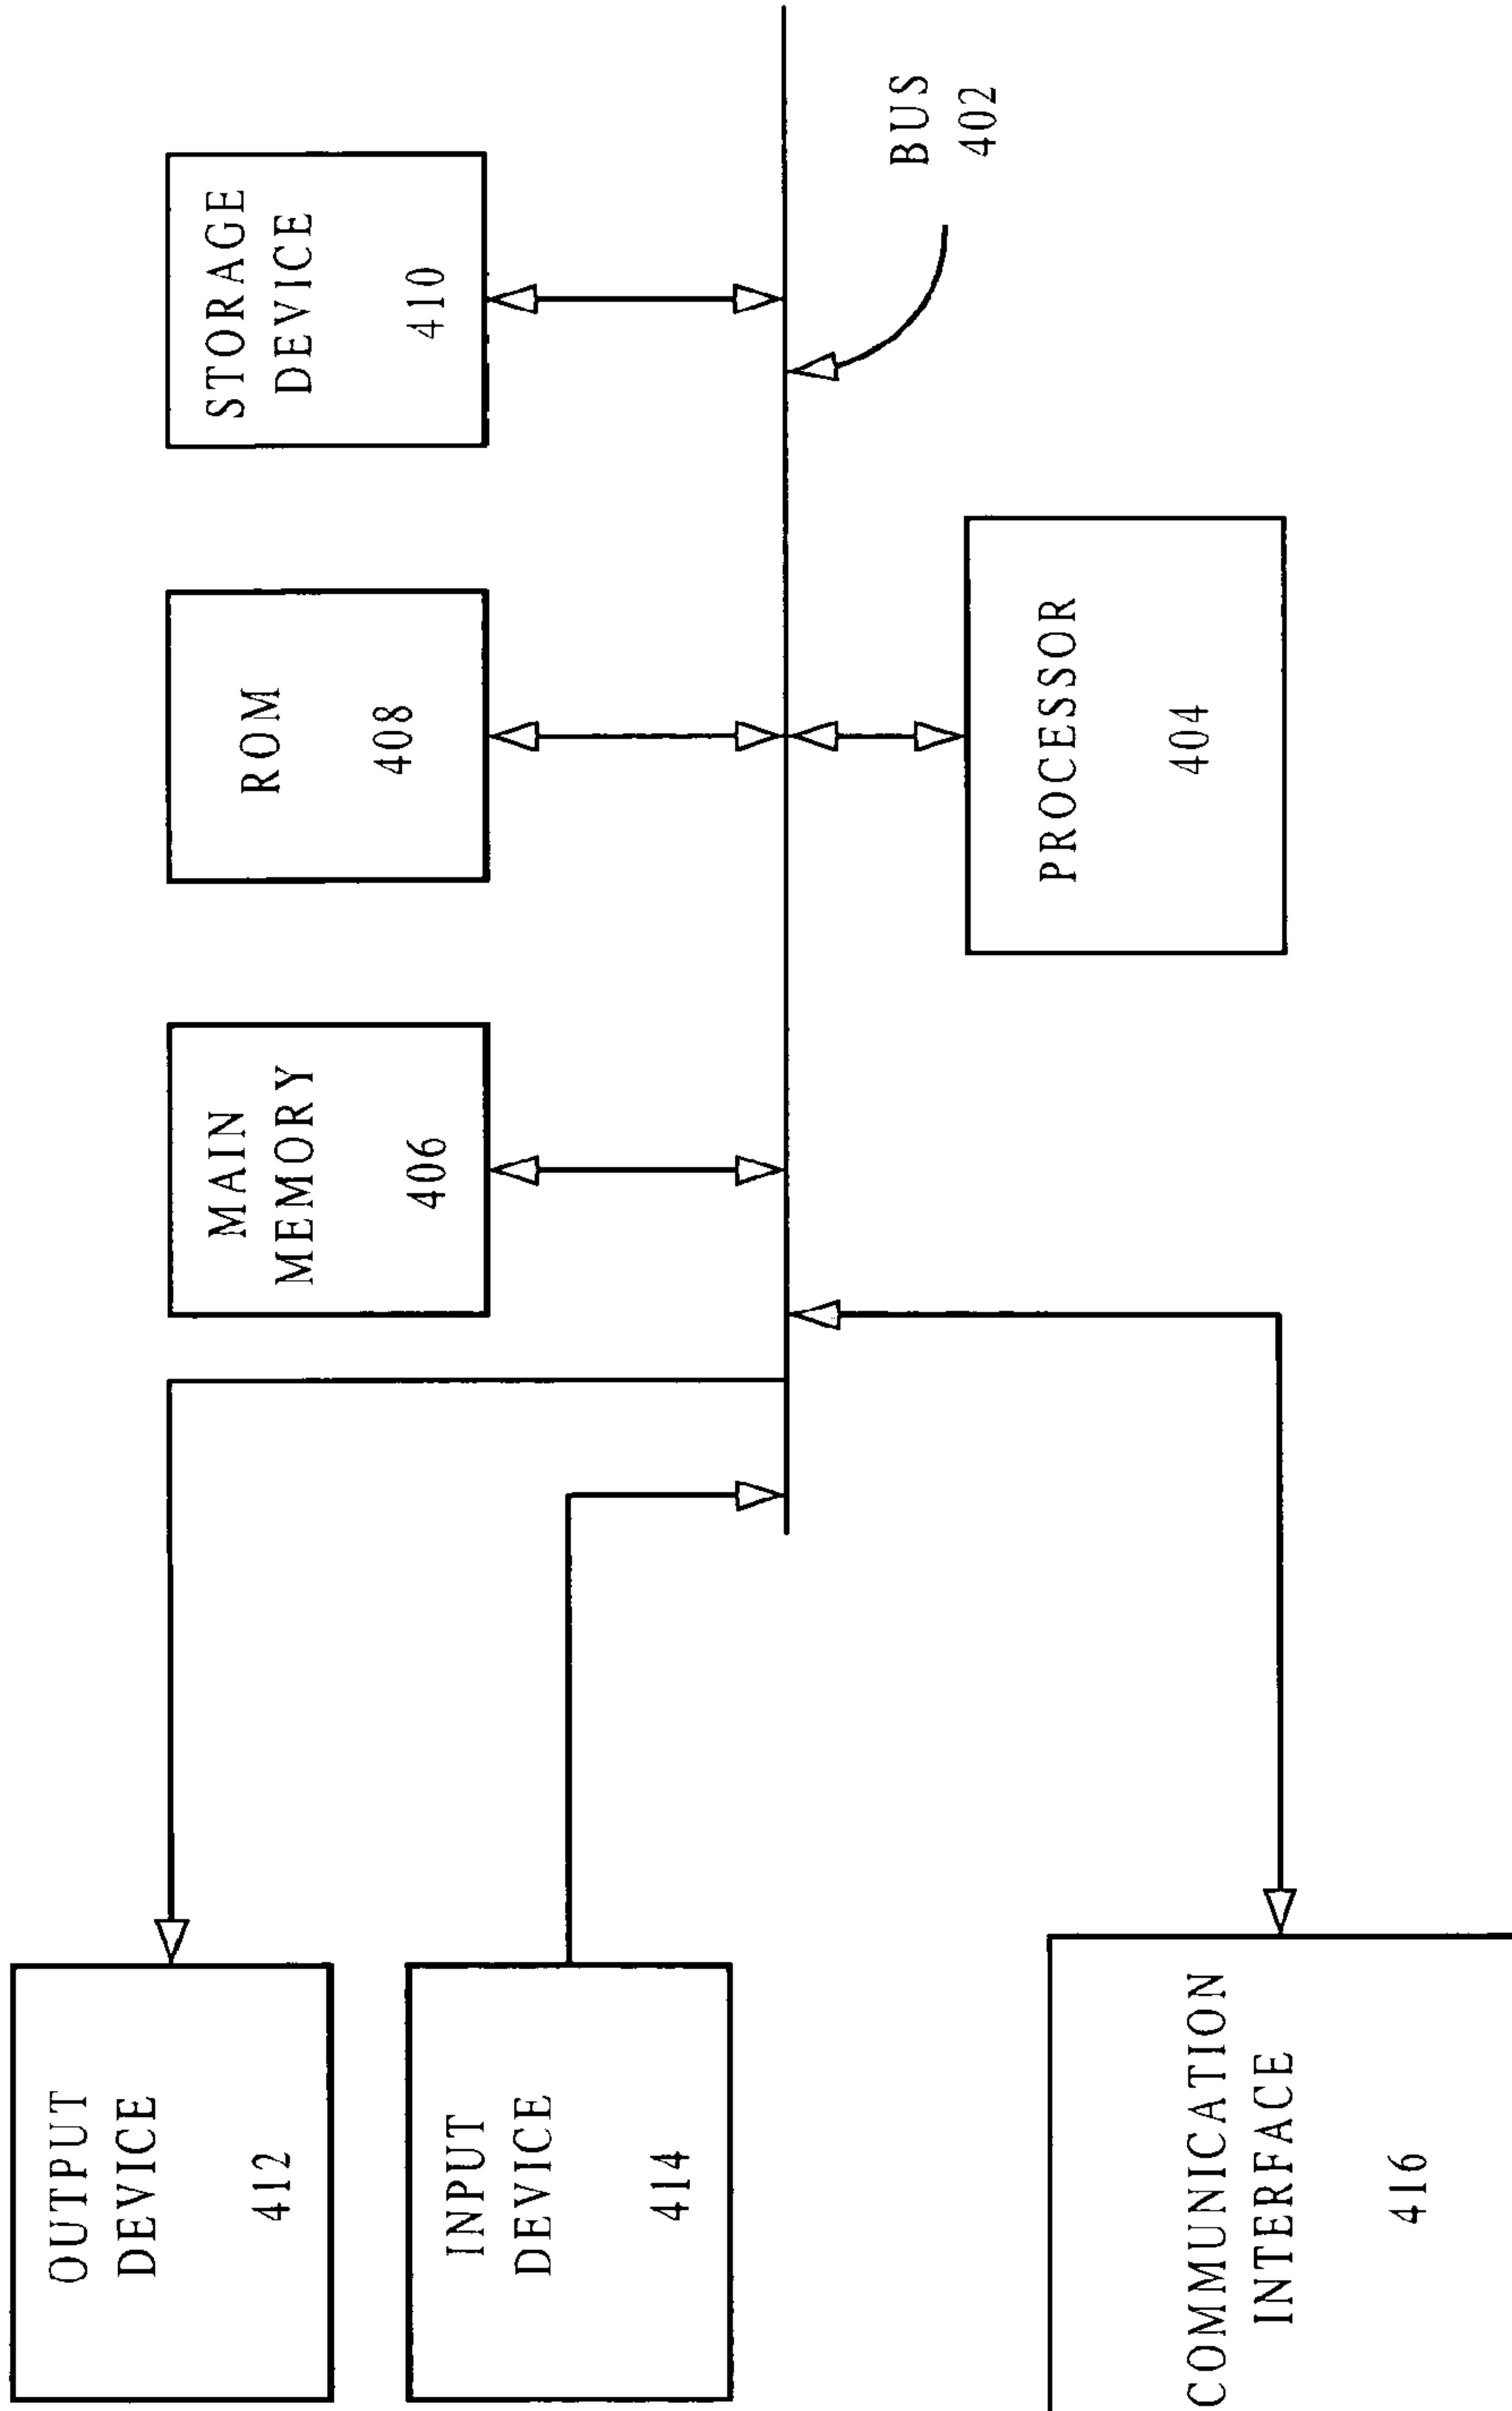 OUTPUT
DEVICE
412
INPUT
DEVICE
414
COMMUNICATION
INTERFACE
416
MAIN
MEMORY
406
ROM
408
STORAGE
DEVICE
410
PROCESSOR
404
BUS
402